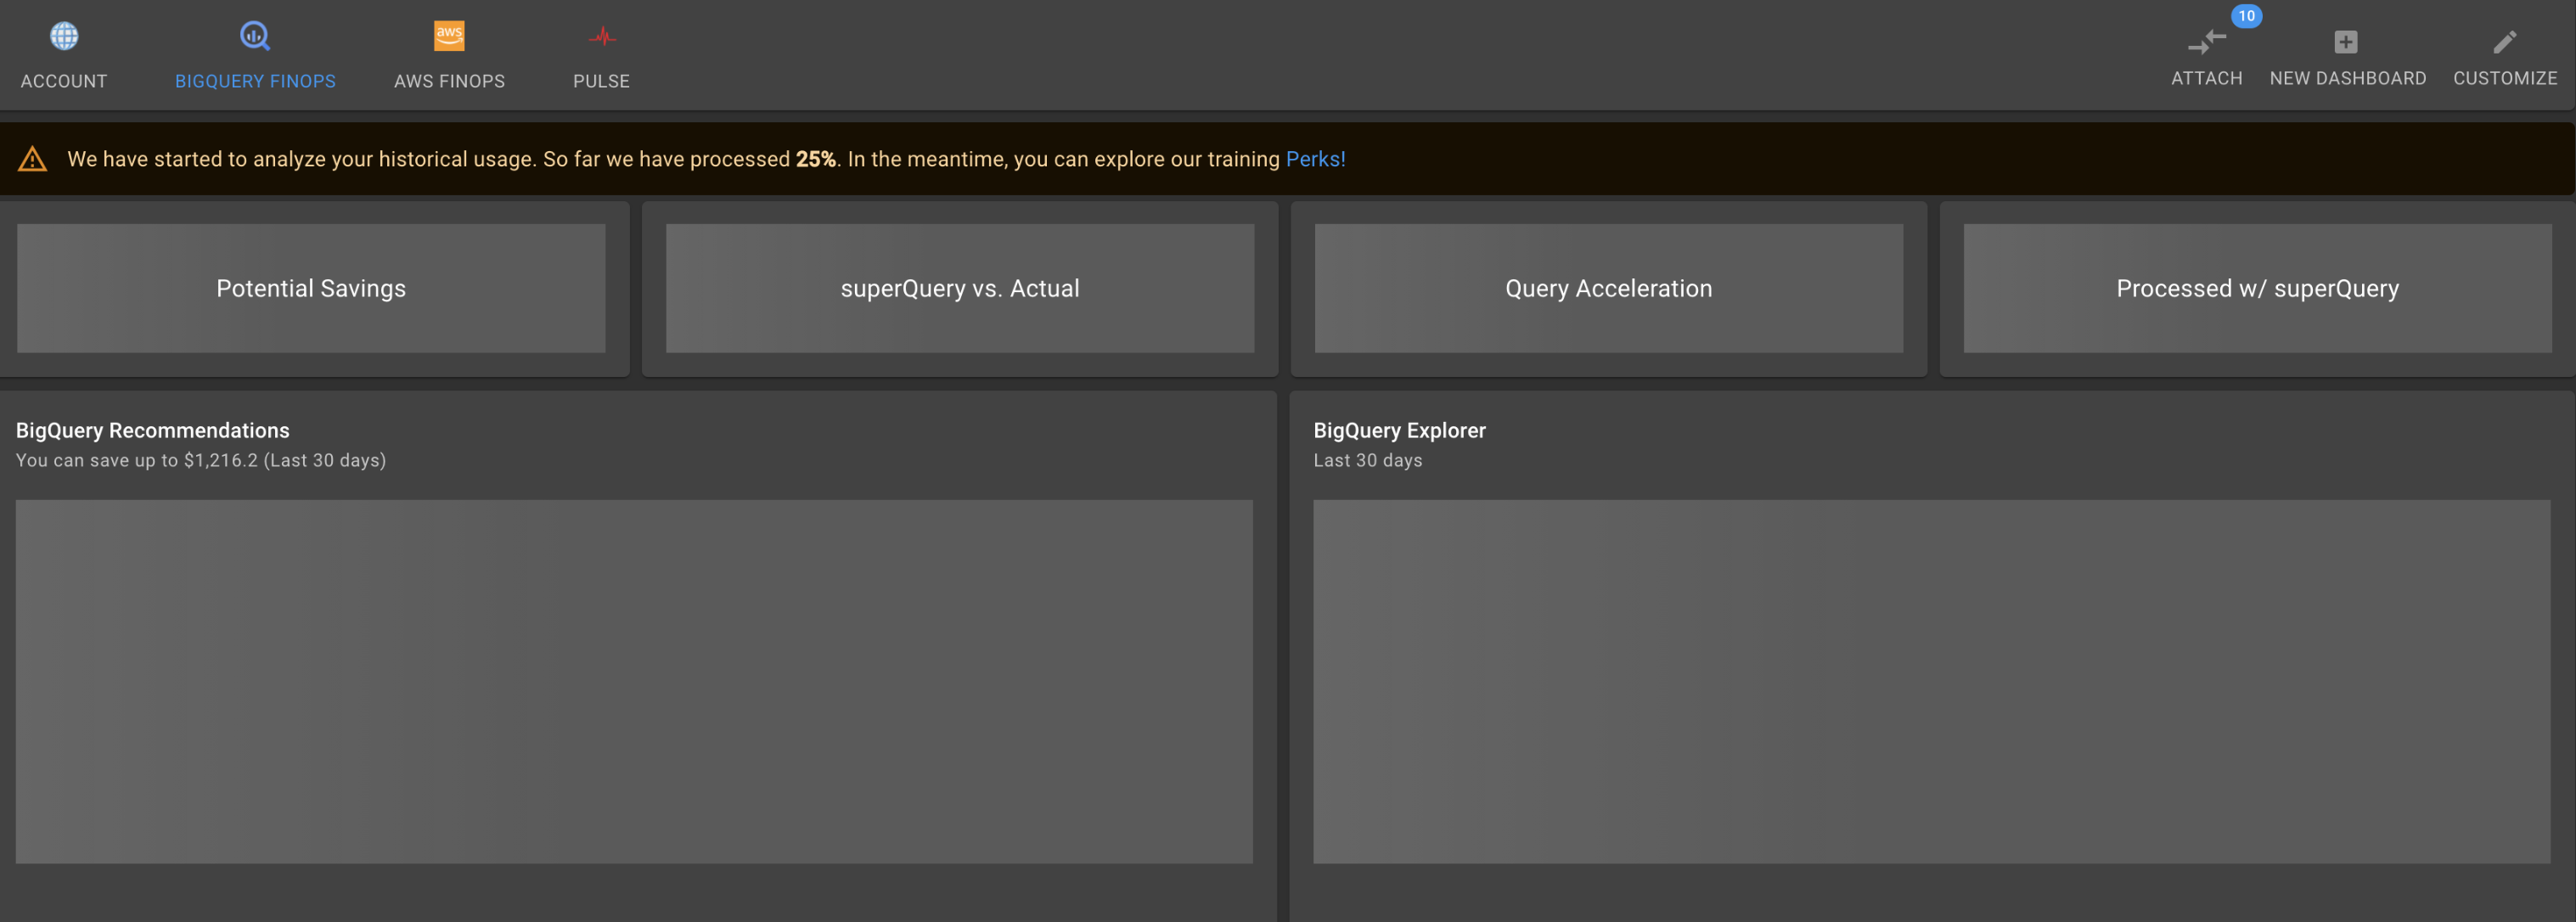 10
aws
ACCOUNT BIGQUERY FINOPS AWS FINOPS PULSE ATTACH NEW DASHBOARD CUSTOMIZE
We have started to analyze your historical usage. So far we have processed 25%. In the meantime, you can explore our training Perks!
Potential Savings superQuery vs. Actual Query Acceleration Processed w/ superQuery
BigQuery Recommendations
You can save up to $1,216.2 (Last 30 days)
BigQuery Explorer
Last 30 days